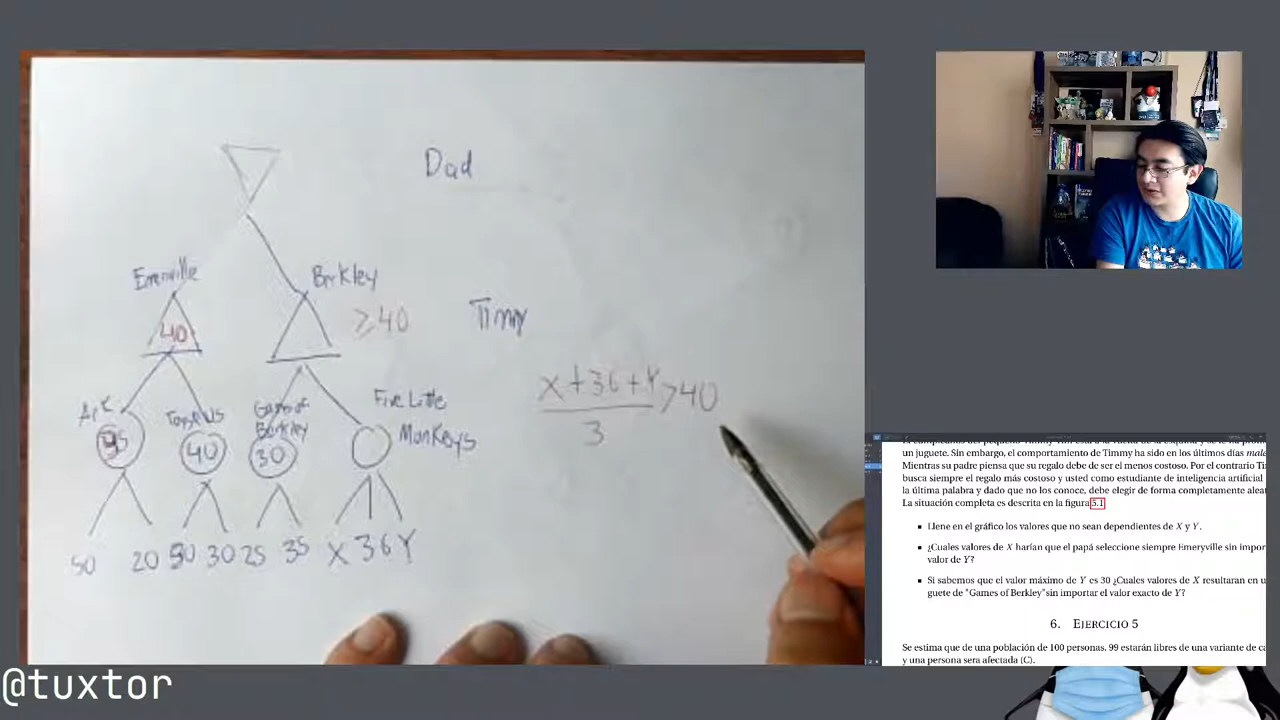 Dad
Emenville
Berkley
40
≥40
Timmy
Ark
Toys R Us
Games of
Berkley
Five Little
Monkeys
35
40
30
X+36+Y>40
3
50 20 50 30 25 35 X 36 Y
un juguete. Sin embargo, el comportamiento de Timmy ha sido en los últimos días
Mientras su padre piensa que su regalo debe de ser el menos costoso. Por el contrario
busca siempre el regalo más costoso y usted como estudiante de inteligencia artificial
la última palabra y dado que no los conoce, debe elegir de forma completamente
La situación completa es descrita en la figura 5.1
▪ Llene en el gráfico los valores que no sean dependientes de X y Y.
▪ ¿Cuales valores de X harían que el papá seleccione siempre Emeryville sin
valor de Y?
▪ Si sabemos que el valor máximo de Y es 30 ¿Cuales valores de X resultaran en
guete de "Games of Berkley"sin importar el valor exacto de Y?
6. EJERCICIO 5
Se estima que de una población de 100 personas. 99 estarán libres de una variante de
y una persona sera afectada (C).
@tuxtor